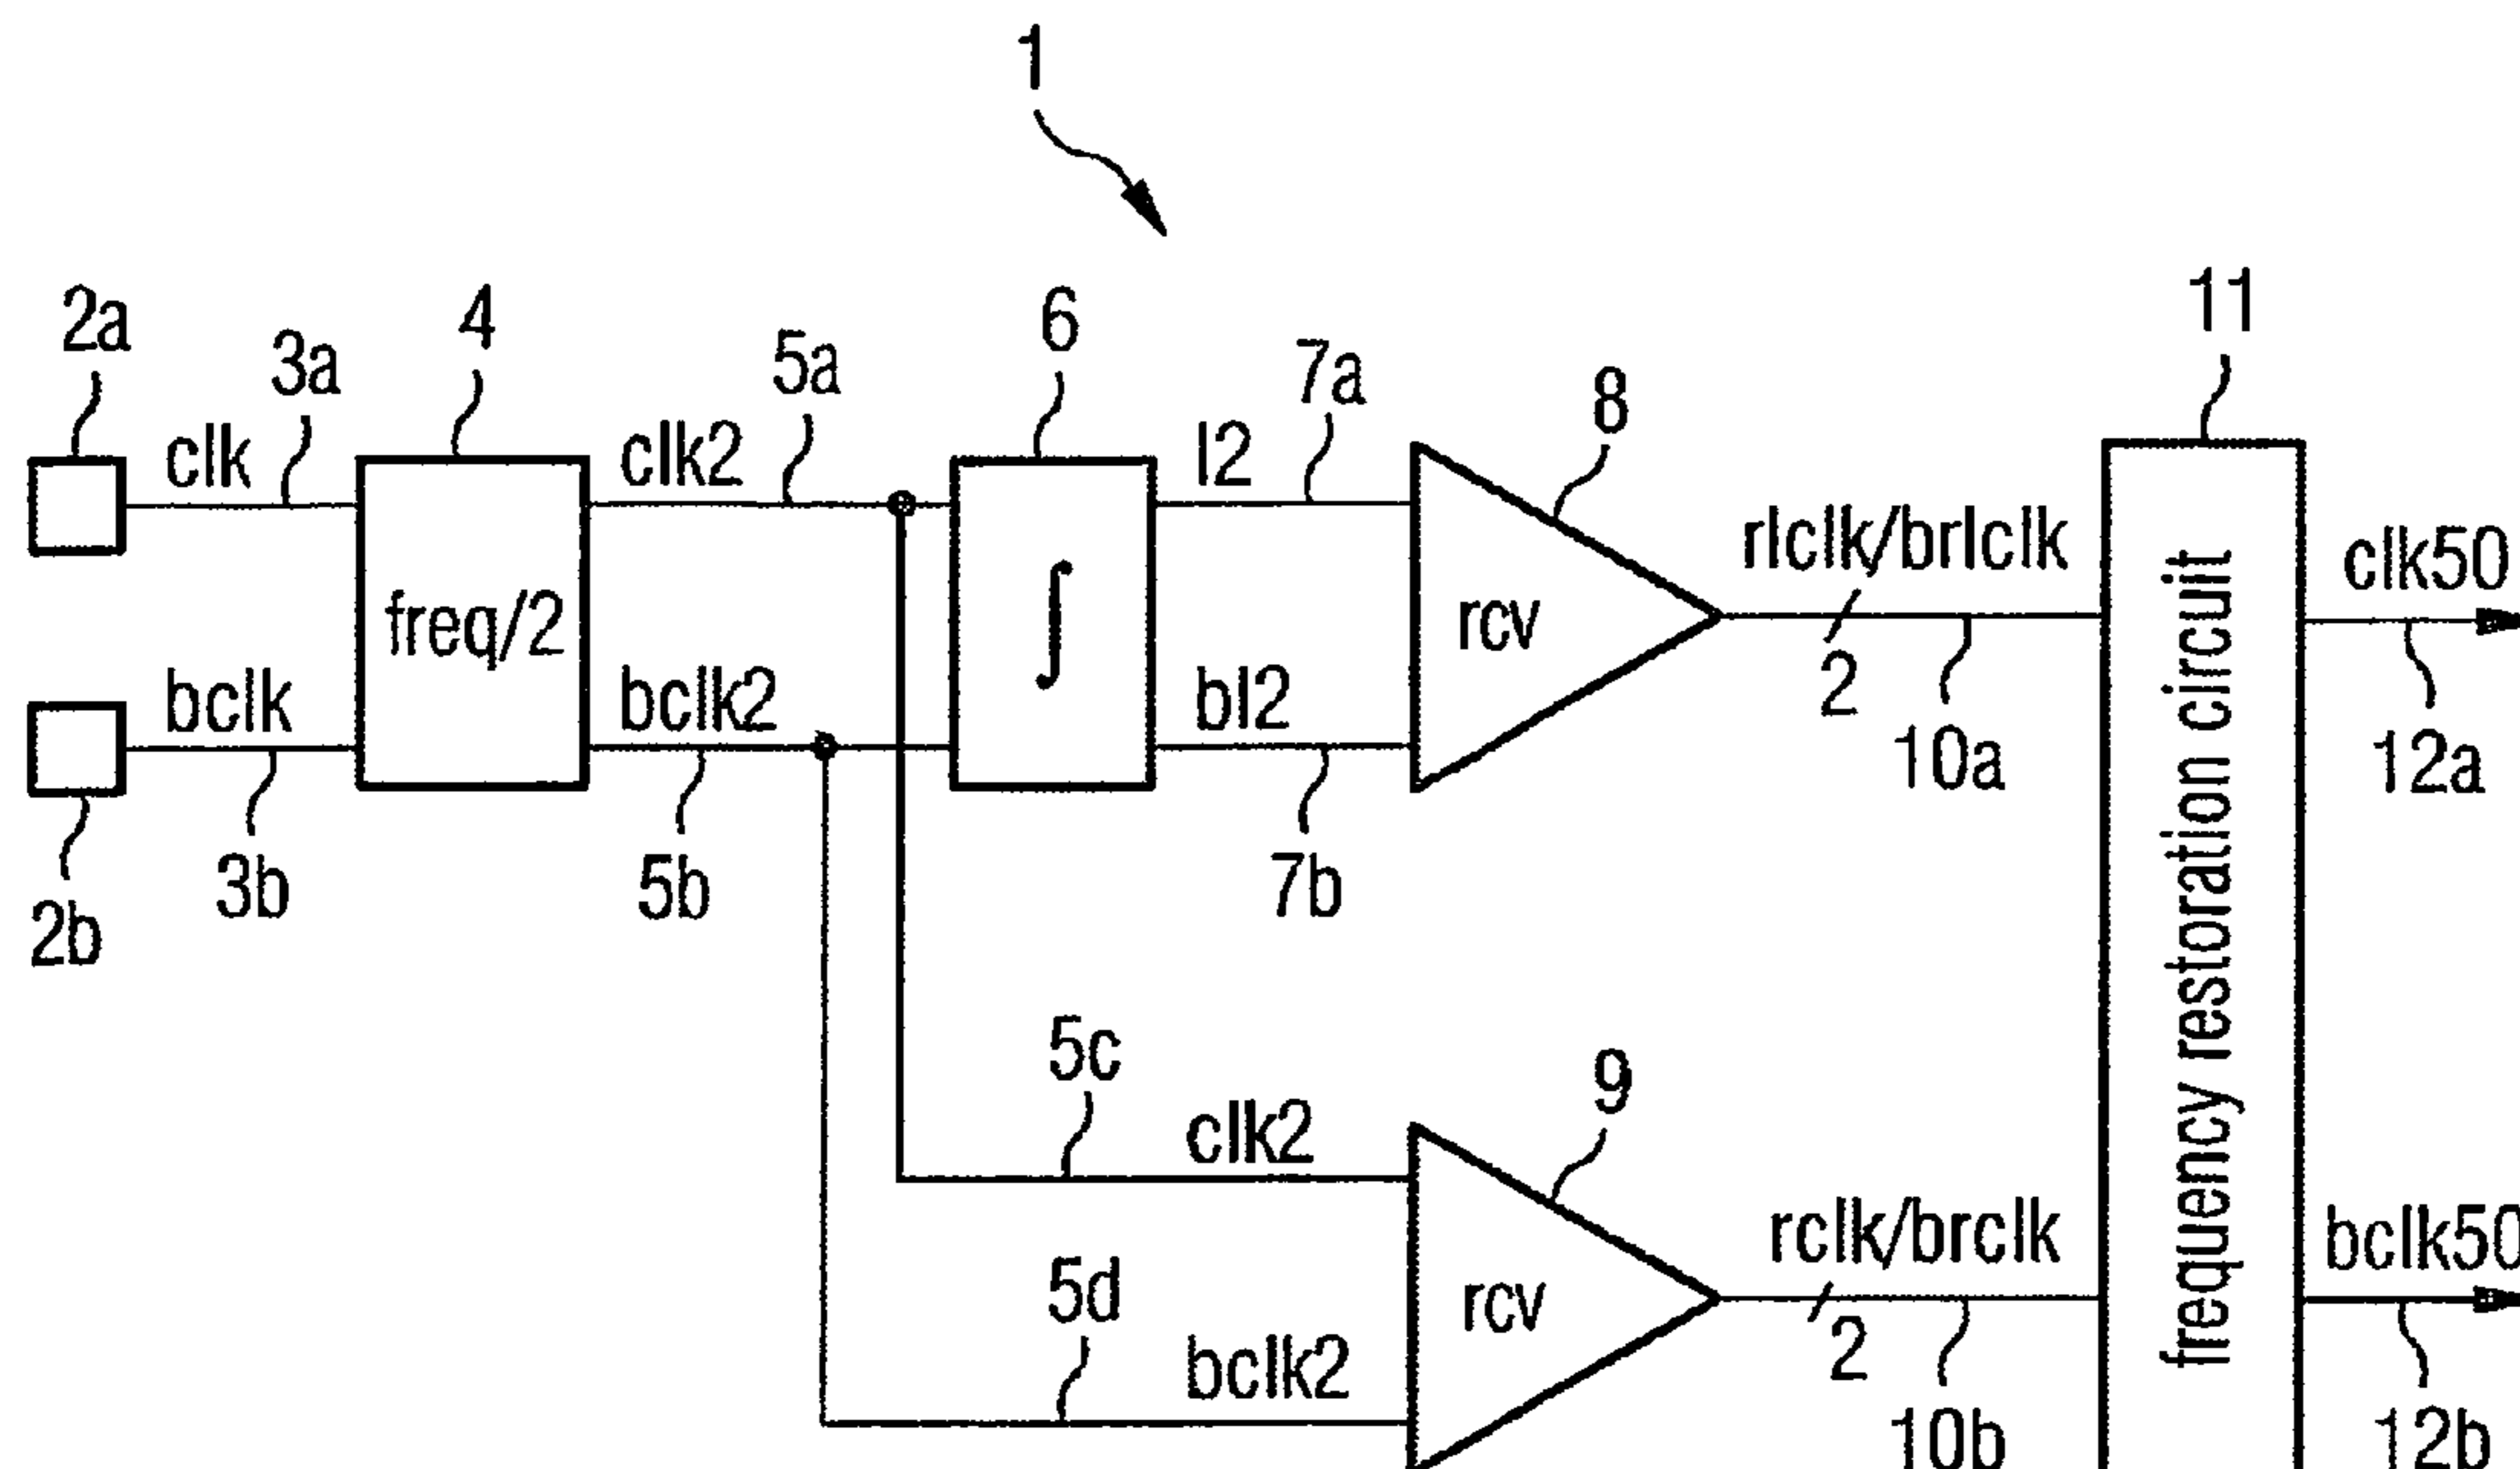 1
2a
3a
4
5a
6
7a
8
11
clk
clk2
I2
rlclk/brlclk
clk50
freq/2
∫
rcv
2
10a
12a
bclk
bclk2
bI2
2b
3b
5b
7b
frequency restoration circuit
5c
clk2
9
rclk/brclk
bclk50
5d
bclk2
rcv
2
10b
12b